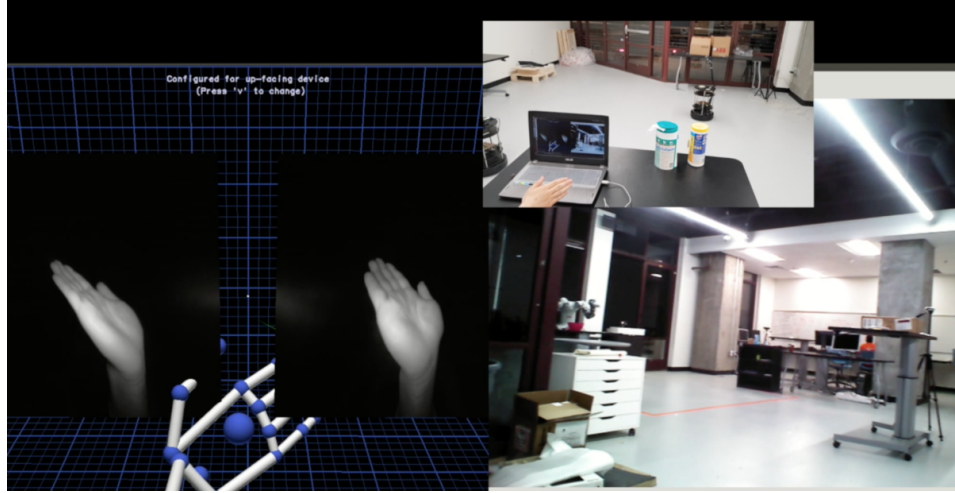 Configured for up-facing device
(Press 'v' to change)